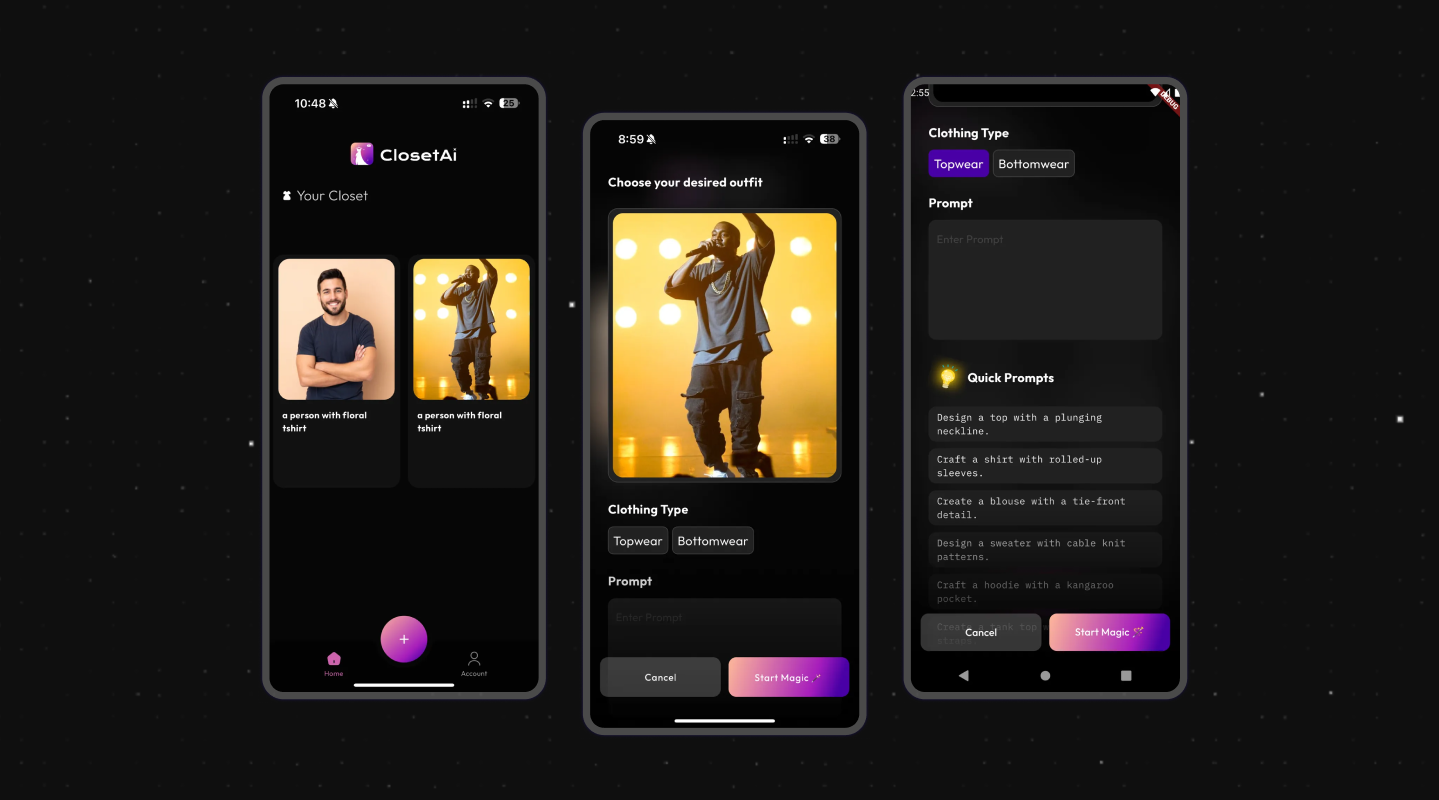 10:48
25
ClosetAi
Your Closet
a person with floral
tshirt
a person with floral
tshirt
+
Home
Account
8:59
38
Choose your desired outfit
Clothing Type
Topwear
Bottomwear
Prompt
Enter Prompt
Cancel
Start Magic
2:55
DEBUG
Clothing Type
Topwear
Bottomwear
Prompt
Enter Prompt
Quick Prompts
Design a top with a plunging
neckline.
Craft a shirt with rolled-up
sleeves.
Create a blouse with a tie-front
detail.
Design a sweater with cable knit
patterns.
Craft a hoodie with a kangaroo
pocket.
Create a tank top
Cancel
Start Magic